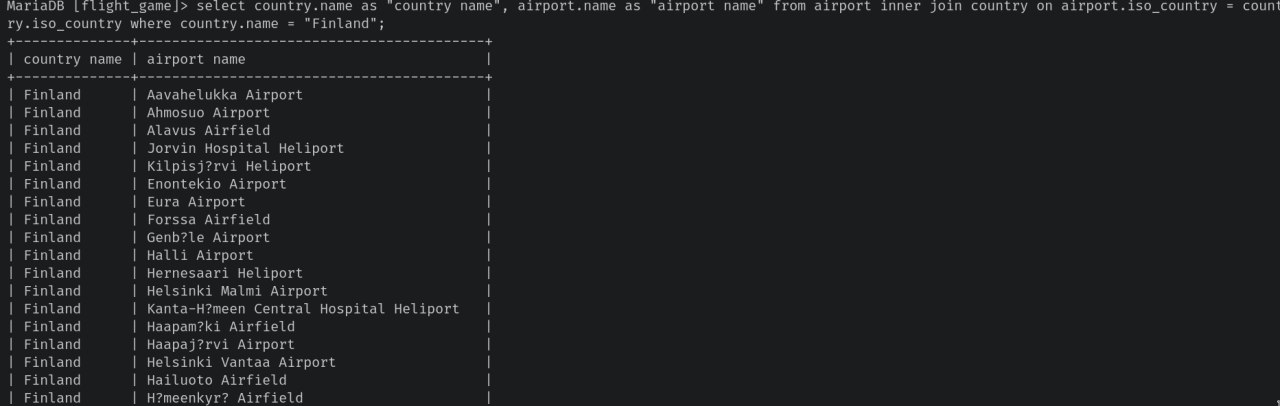 MariaDB [flight_game]> select country.name as "country name", airport.name as "airport name" from airport inner join country on airport.iso_country = count
ry.iso_country where country.name = "Finland";
+--------------+------------------------------------------+
| country name | airport name                             |
+--------------+------------------------------------------+
| Finland      | Aavahelukka Airport                      |
| Finland      | Ahmosuo Airport                          |
| Finland      | Alavus Airfield                          |
| Finland      | Jorvin Hospital Heliport                 |
| Finland      | Kilpisj?rvi Heliport                     |
| Finland      | Enontekio Airport                        |
| Finland      | Eura Airport                             |
| Finland      | Forssa Airfield                          |
| Finland      | Genb?le Airport                          |
| Finland      | Halli Airport                            |
| Finland      | Hernesaari Heliport                      |
| Finland      | Helsinki Malmi Airport                   |
| Finland      | Kanta-H?meen Central Hospital Heliport   |
| Finland      | Haapam?ki Airfield                       |
| Finland      | Haapaj?rvi Airport                       |
| Finland      | Helsinki Vantaa Airport                  |
| Finland      | Hailuoto Airfield                        |
| Finland      | H?meenkyr? Airfield                      |